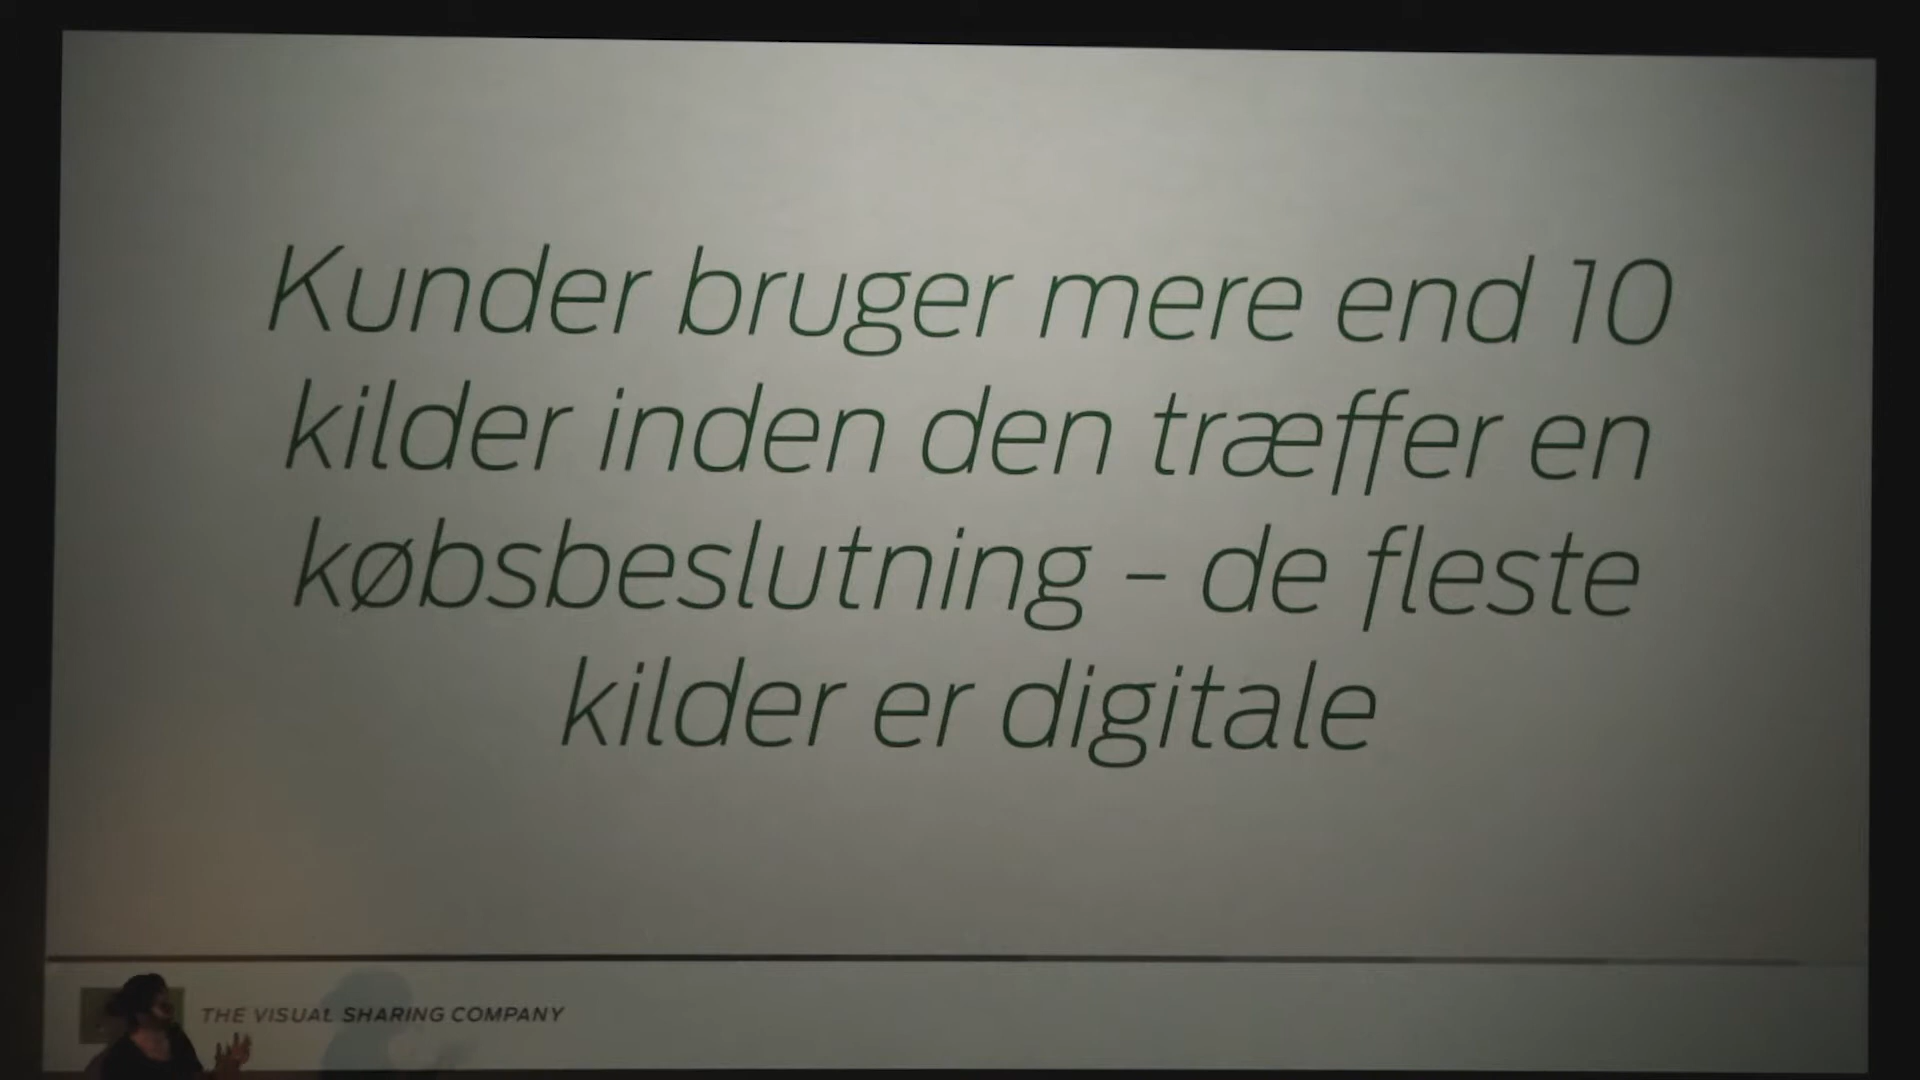 Kunder bruger mere end 10
kilder inden den træffer en
købsbeslutning – de fleste
kilder er digitale
THE VISUAL SHARING COMPANY